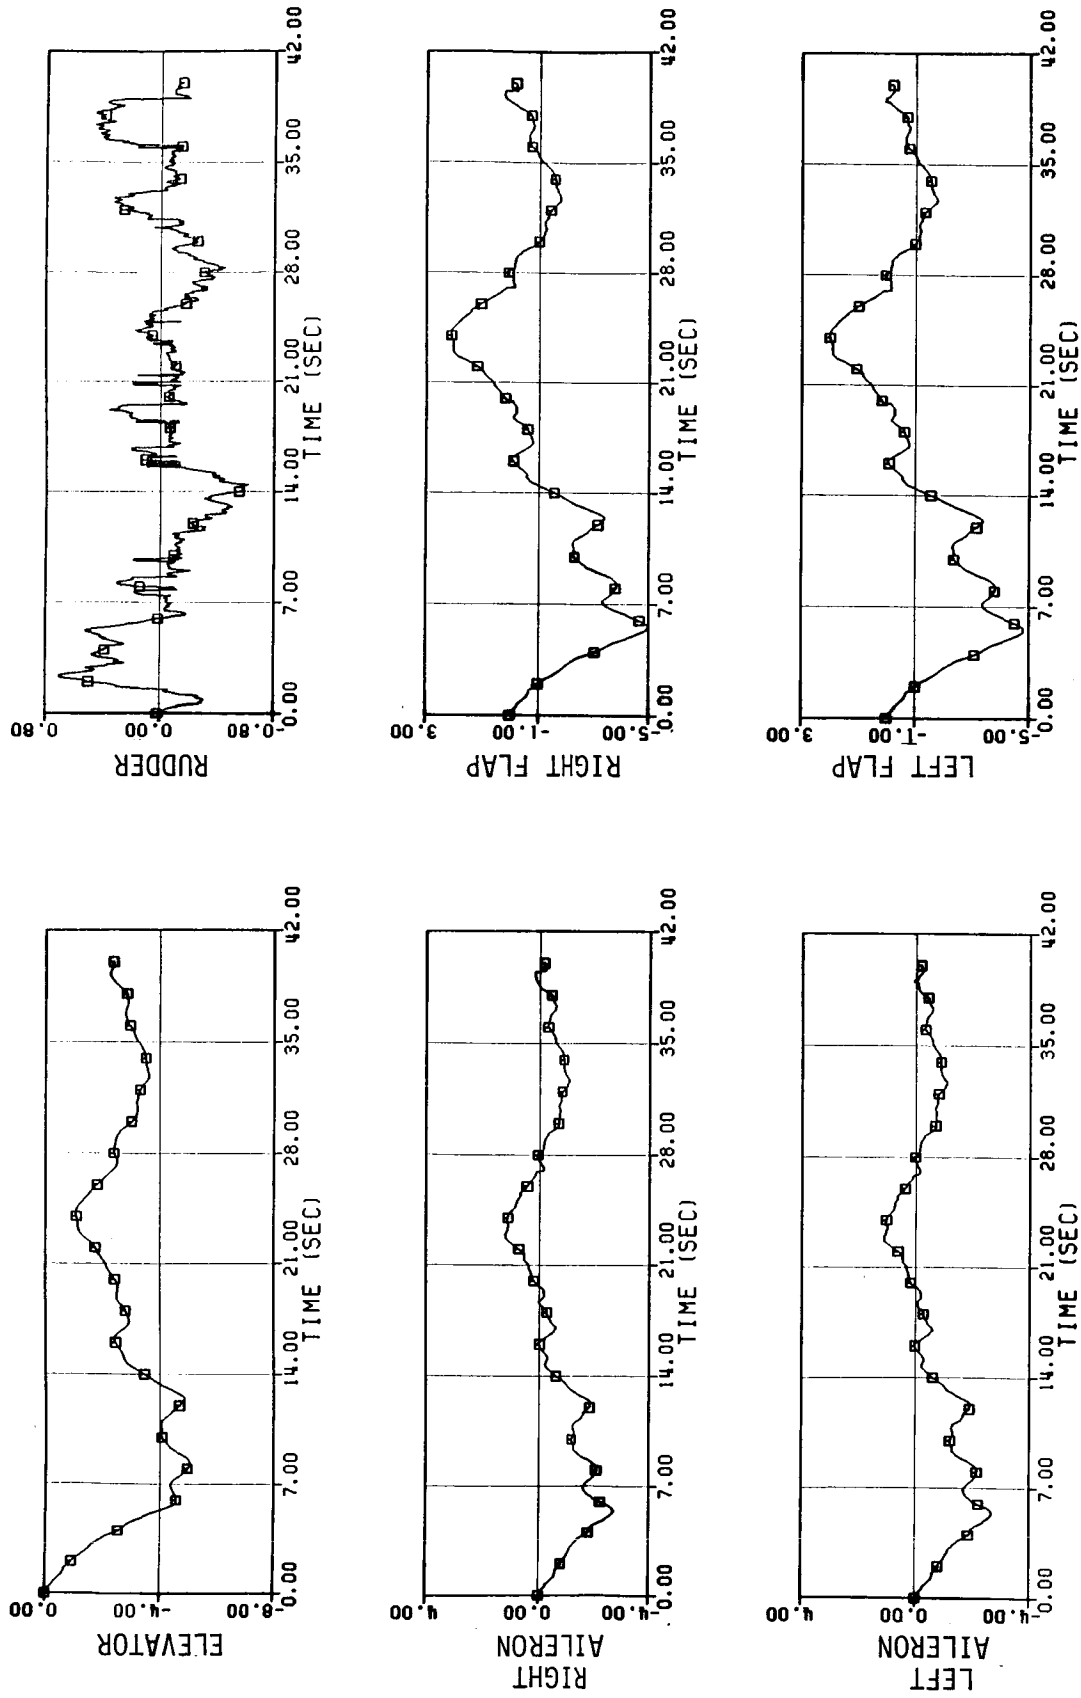 ELEVATOR
0.00
-4.00
-8.00
0.00 7.00 14.00 21.00 28.00 35.00 42.00
TIME (SEC)
RUDDER
0.80
0.00
-0.80
0.00 7.00 14.00 21.00 28.00 35.00 42.00
TIME (SEC)
RIGHT
AILERON
4.00
0.00
-4.00
0.00 7.00 14.00 21.00 28.00 35.00 42.00
TIME (SEC)
RIGHT FLAP
3.00
-1.00
-5.00
0.00 7.00 14.00 21.00 28.00 35.00 42.00
TIME (SEC)
LEFT
AILERON
4.00
0.00
-4.00
0.00 7.00 14.00 21.00 28.00 35.00 42.00
TIME (SEC)
LEFT FLAP
3.00
-1.00
-5.00
0.00 7.00 14.00 21.00 28.00 35.00 42.00
TIME (SEC)